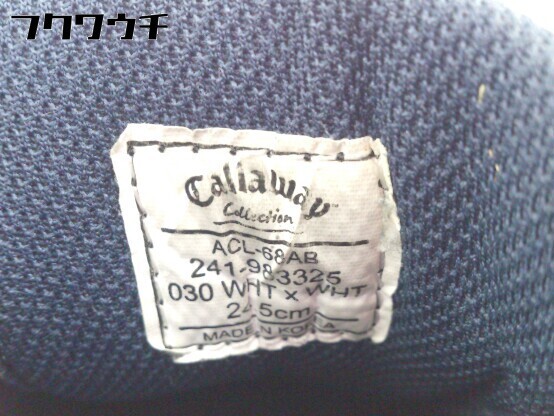 フクワウチ
Callaway
Collection
ACL-68AB
241-983325
030 WHT x WHT
24.5cm
MADE IN KOREA